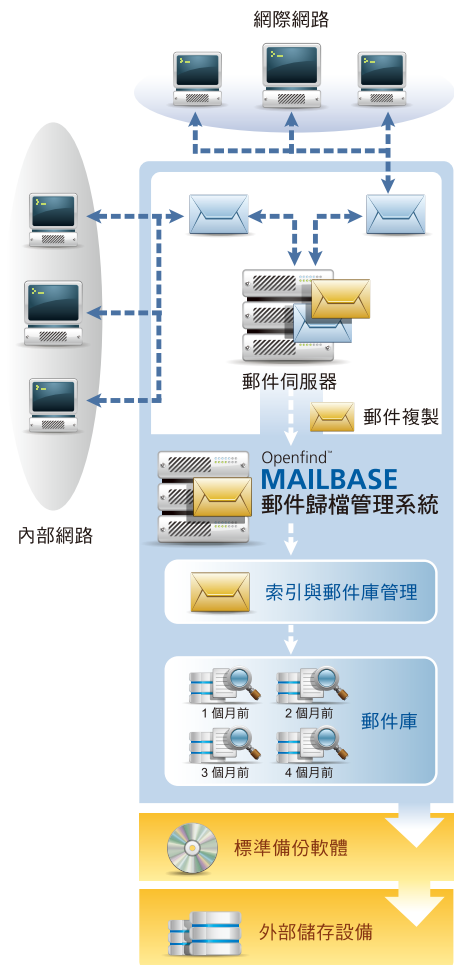 網際網路
郵件伺服器
郵件複製
Openfind™
MAILBASE
郵件歸檔管理系統
內部網路
索引與郵件庫管理
1 個月前
2 個月前
郵件庫
3 個月前
4 個月前
標準備份軟體
外部儲存設備